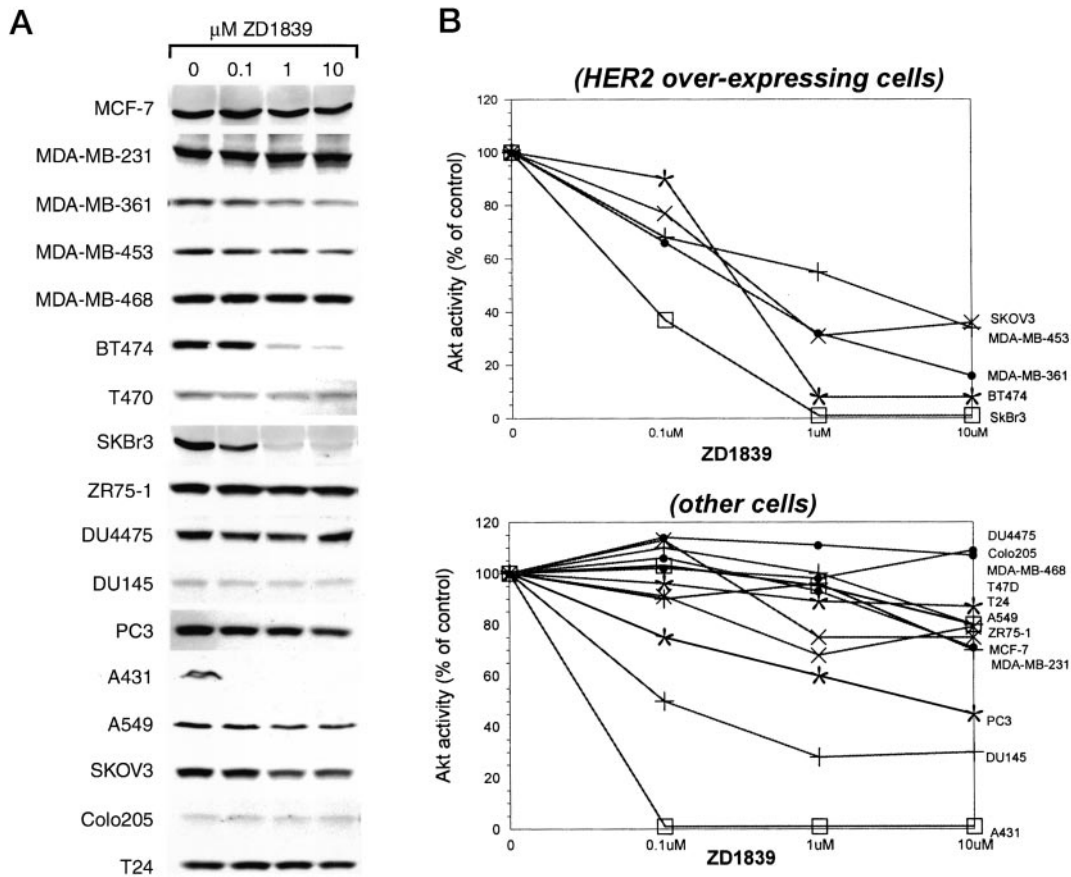 A
μM ZD1839
0 0.1 1 10
MCF-7
MDA-MB-231
MDA-MB-361
MDA-MB-453
MDA-MB-468
BT474
T470
SKBr3
ZR75-1
DU4475
DU145
PC3
A431
A549
SKOV3
Colo205
T24
B
(HER2 over-expressing cells)
Akt activity (% of control)
120
100
80
60
40
20
0
0 0.1uM 1uM 10uM
ZD1839
SKOV3
MDA-MB-453
MDA-MB-361
BT474
SkBr3
(other cells)
Akt activity (% of control)
120
100
80
60
40
20
0
0 0.1uM 1uM 10uM
ZD1839
DU4475
Colo205
MDA-MB-468
T47D
T24
A549
ZR75-1
MCF-7
MDA-MB-231
PC3
DU145
A431